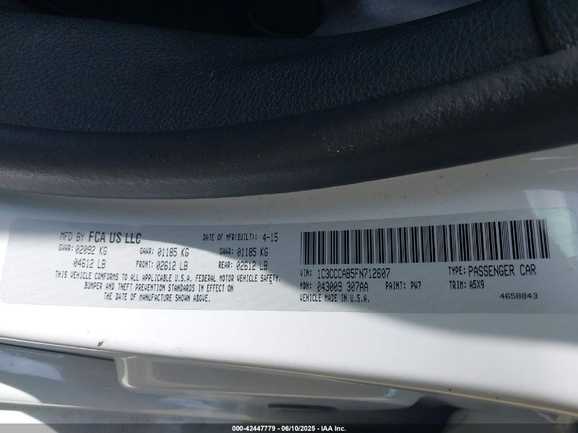 MFD BY FCA US LLC DATE OF MFR(BUILT): 4-15
GVWR: 02092 KG GAWR: 01185 KG GAWR: 01185 KG
04612 LB FRONT: 02612 LB REAR: 02612 LB
THIS VEHICLE CONFORMS TO ALL APPLICABLE U.S.A. FEDERAL MOTOR VEHICLE SAFETY,
BUMPER AND THEFT PREVENTION STANDARDS IN EFFECT ON
THE DATE OF MANUFACTURE SHOWN ABOVE.
VIN: 1C3CCCAB5FN712607 TYPE: PASSENGER CAR
MDH: 043009 307AA PAINT: PW7 TRIM: A5X9
VEHICLE MADE IN U.S.A. 4658843
000-42447779 - 06/10/2025 - IAA Inc.